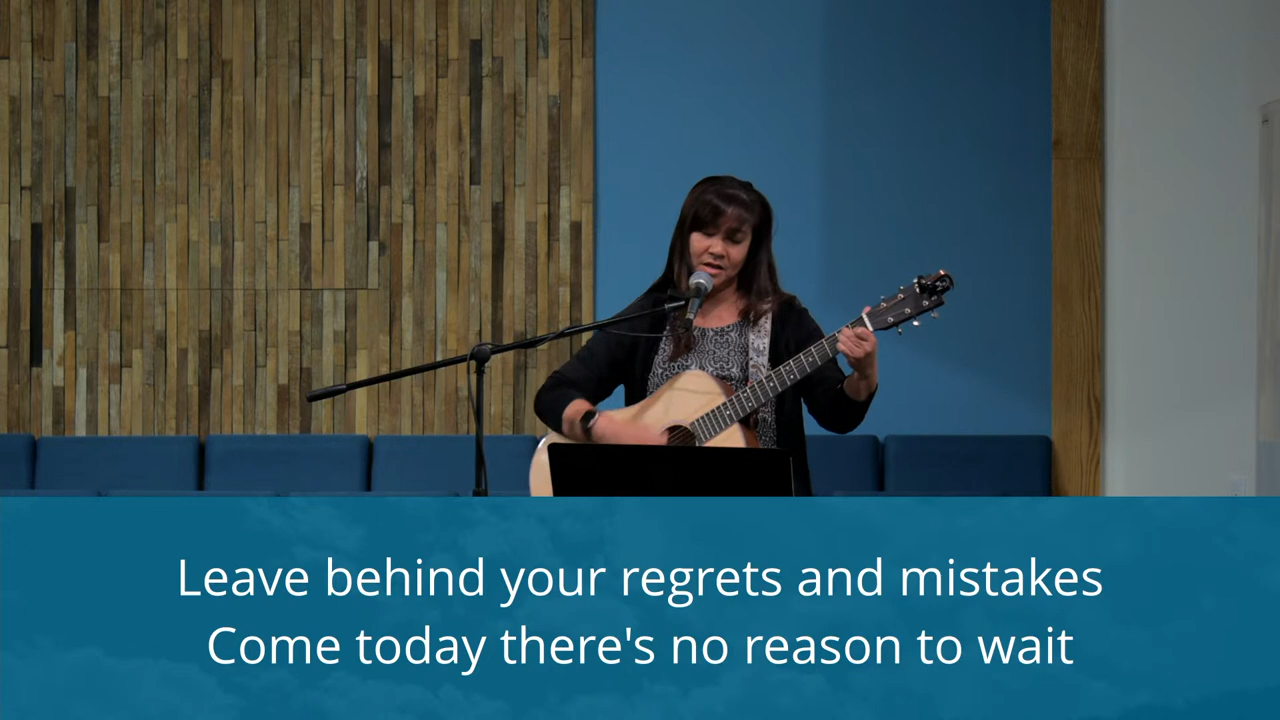 Leave behind your regrets and mistakes
Come today there's no reason to wait